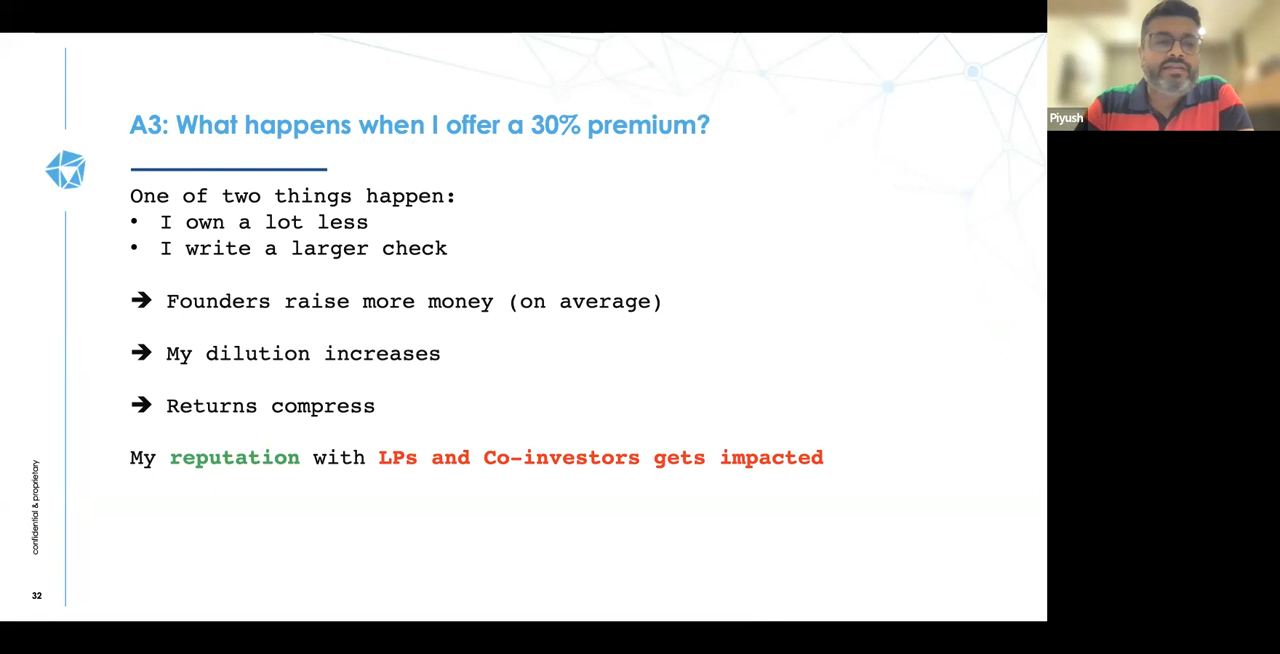 A3: What happens when I offer a 30% premium?
One of two things happen:
• I own a lot less
• I write a larger check
➔ Founders raise more money (on average)
➔ My dilution increases
➔ Returns compress
My reputation with LPs and Co-investors gets impacted
confidential & proprietary
32
Piyush